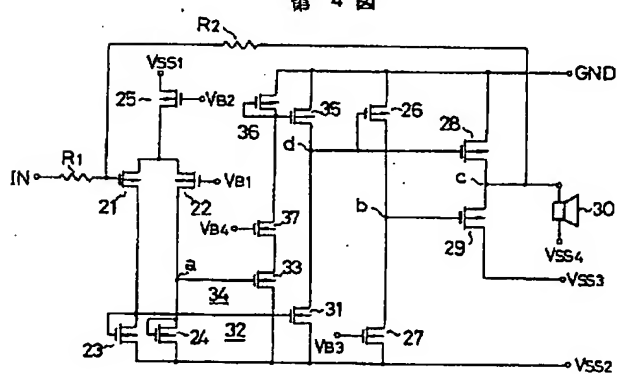 第 4 図
R2
VSS1
GND
25
VB2
36
35
26
28
d
R1
IN
c
21
22
VB1
b
30
37
VB4
29
VSS4
a
33
VSS3
34
31
32
23
24
VB3
27
VSS2